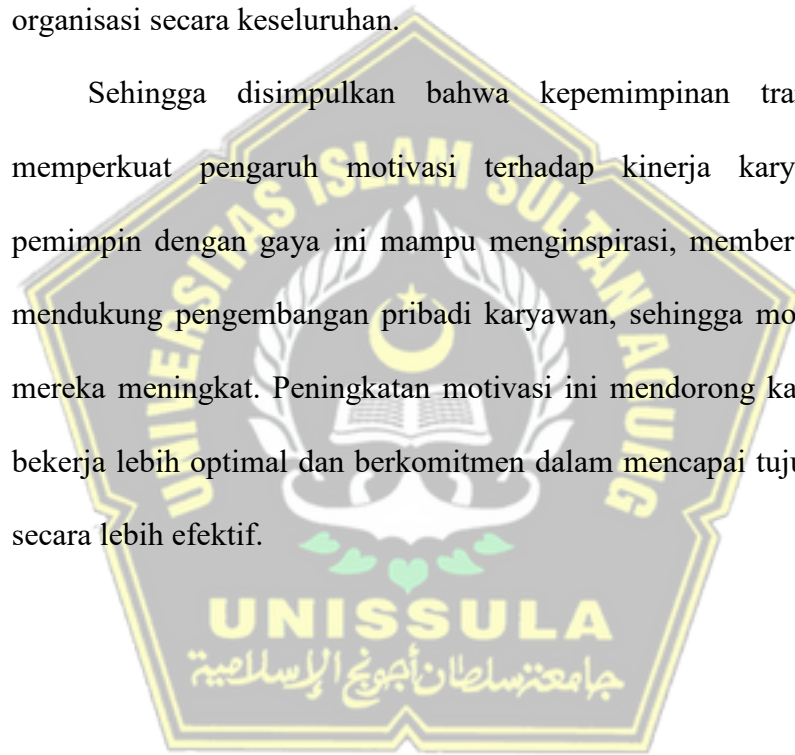 organisasi secara keseluruhan.
Sehingga disimpulkan bahwa kepemimpinan tra
memperkuat pengaruh motivasi terhadap kinerja kary
pemimpin dengan gaya ini mampu menginspirasi, member
mendukung pengembangan pribadi karyawan, sehingga mo
mereka meningkat. Peningkatan motivasi ini mendorong ka
bekerja lebih optimal dan berkomitmen dalam mencapai tuju
secara lebih efektif.
UNIVERSITAS ISLAM SULTAN AGUNG
UNISSULA
جامعة سلطان أجونج الإسلامية